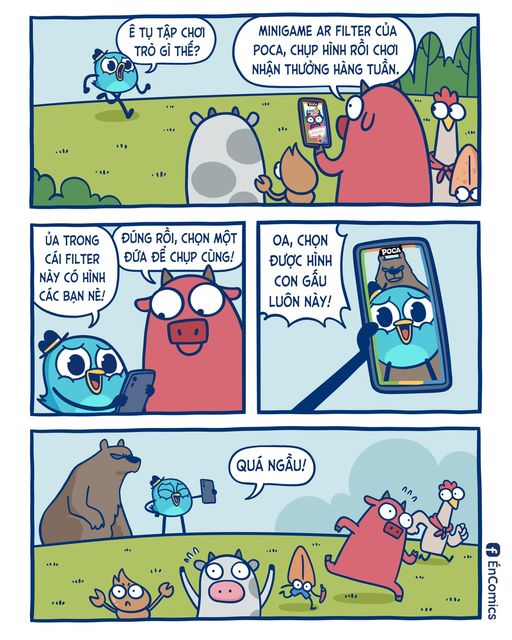 Ê TỤ TẬP CHƠI
TRÒ GÌ THẾ?
MINIGAME AR FILTER CỦA
POCA, CHỤP HÌNH RỒI CHƠI
NHẬN THƯỞNG HÀNG TUẦN.
POCA
ỦA TRONG
CÁI FILTER
NÀY CÓ HÌNH
CÁC BẠN NÈ!
ĐÚNG RỒI, CHỌN MỘT
ĐỨA ĐỂ CHỤP CÙNG!
OA, CHỌN
ĐƯỢC HÌNH
CON GẤU
LUÔN NÀY!
POCA
QUÁ NGẦU!
ÉnComics